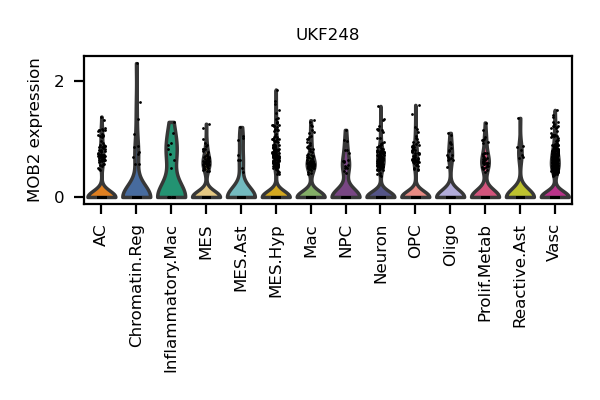 UKF248
MOB2 expression
2
0
AC
Chromatin.Reg
Inflammatory.Mac
MES
MES.Ast
MES.Hyp
Mac
NPC
Neuron
OPC
Oligo
Prolif.Metab
Reactive.Ast
Vasc